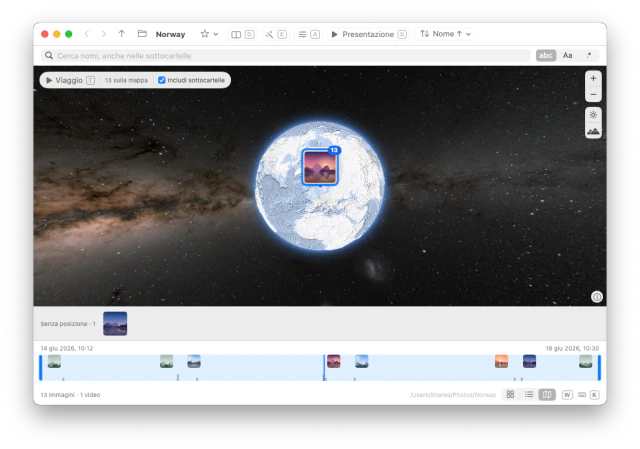 Norway D E A Presentazione S Nome
Cerca nomi, anche nelle sottocartelle abc Aa .*
Viaggio T 13 sulla mappa Includi sottocartelle
+
−
13
Senza posizione · 1
14 giu 2026, 10:12 18 giu 2026, 10:30
13 immagini · 1 video /Users/Shared/Photos/Norway W K